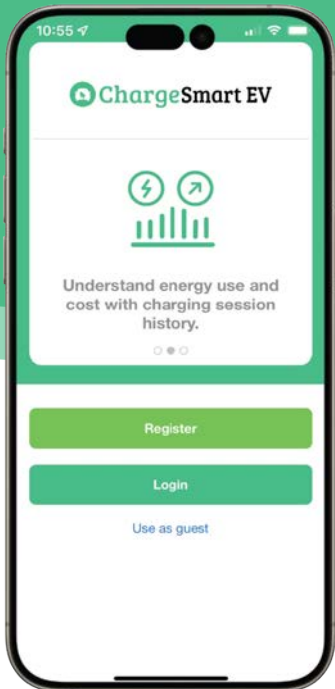 10:55
ChargeSmart EV
Understand energy use and
cost with charging session
history.
Register
Login
Use as guest